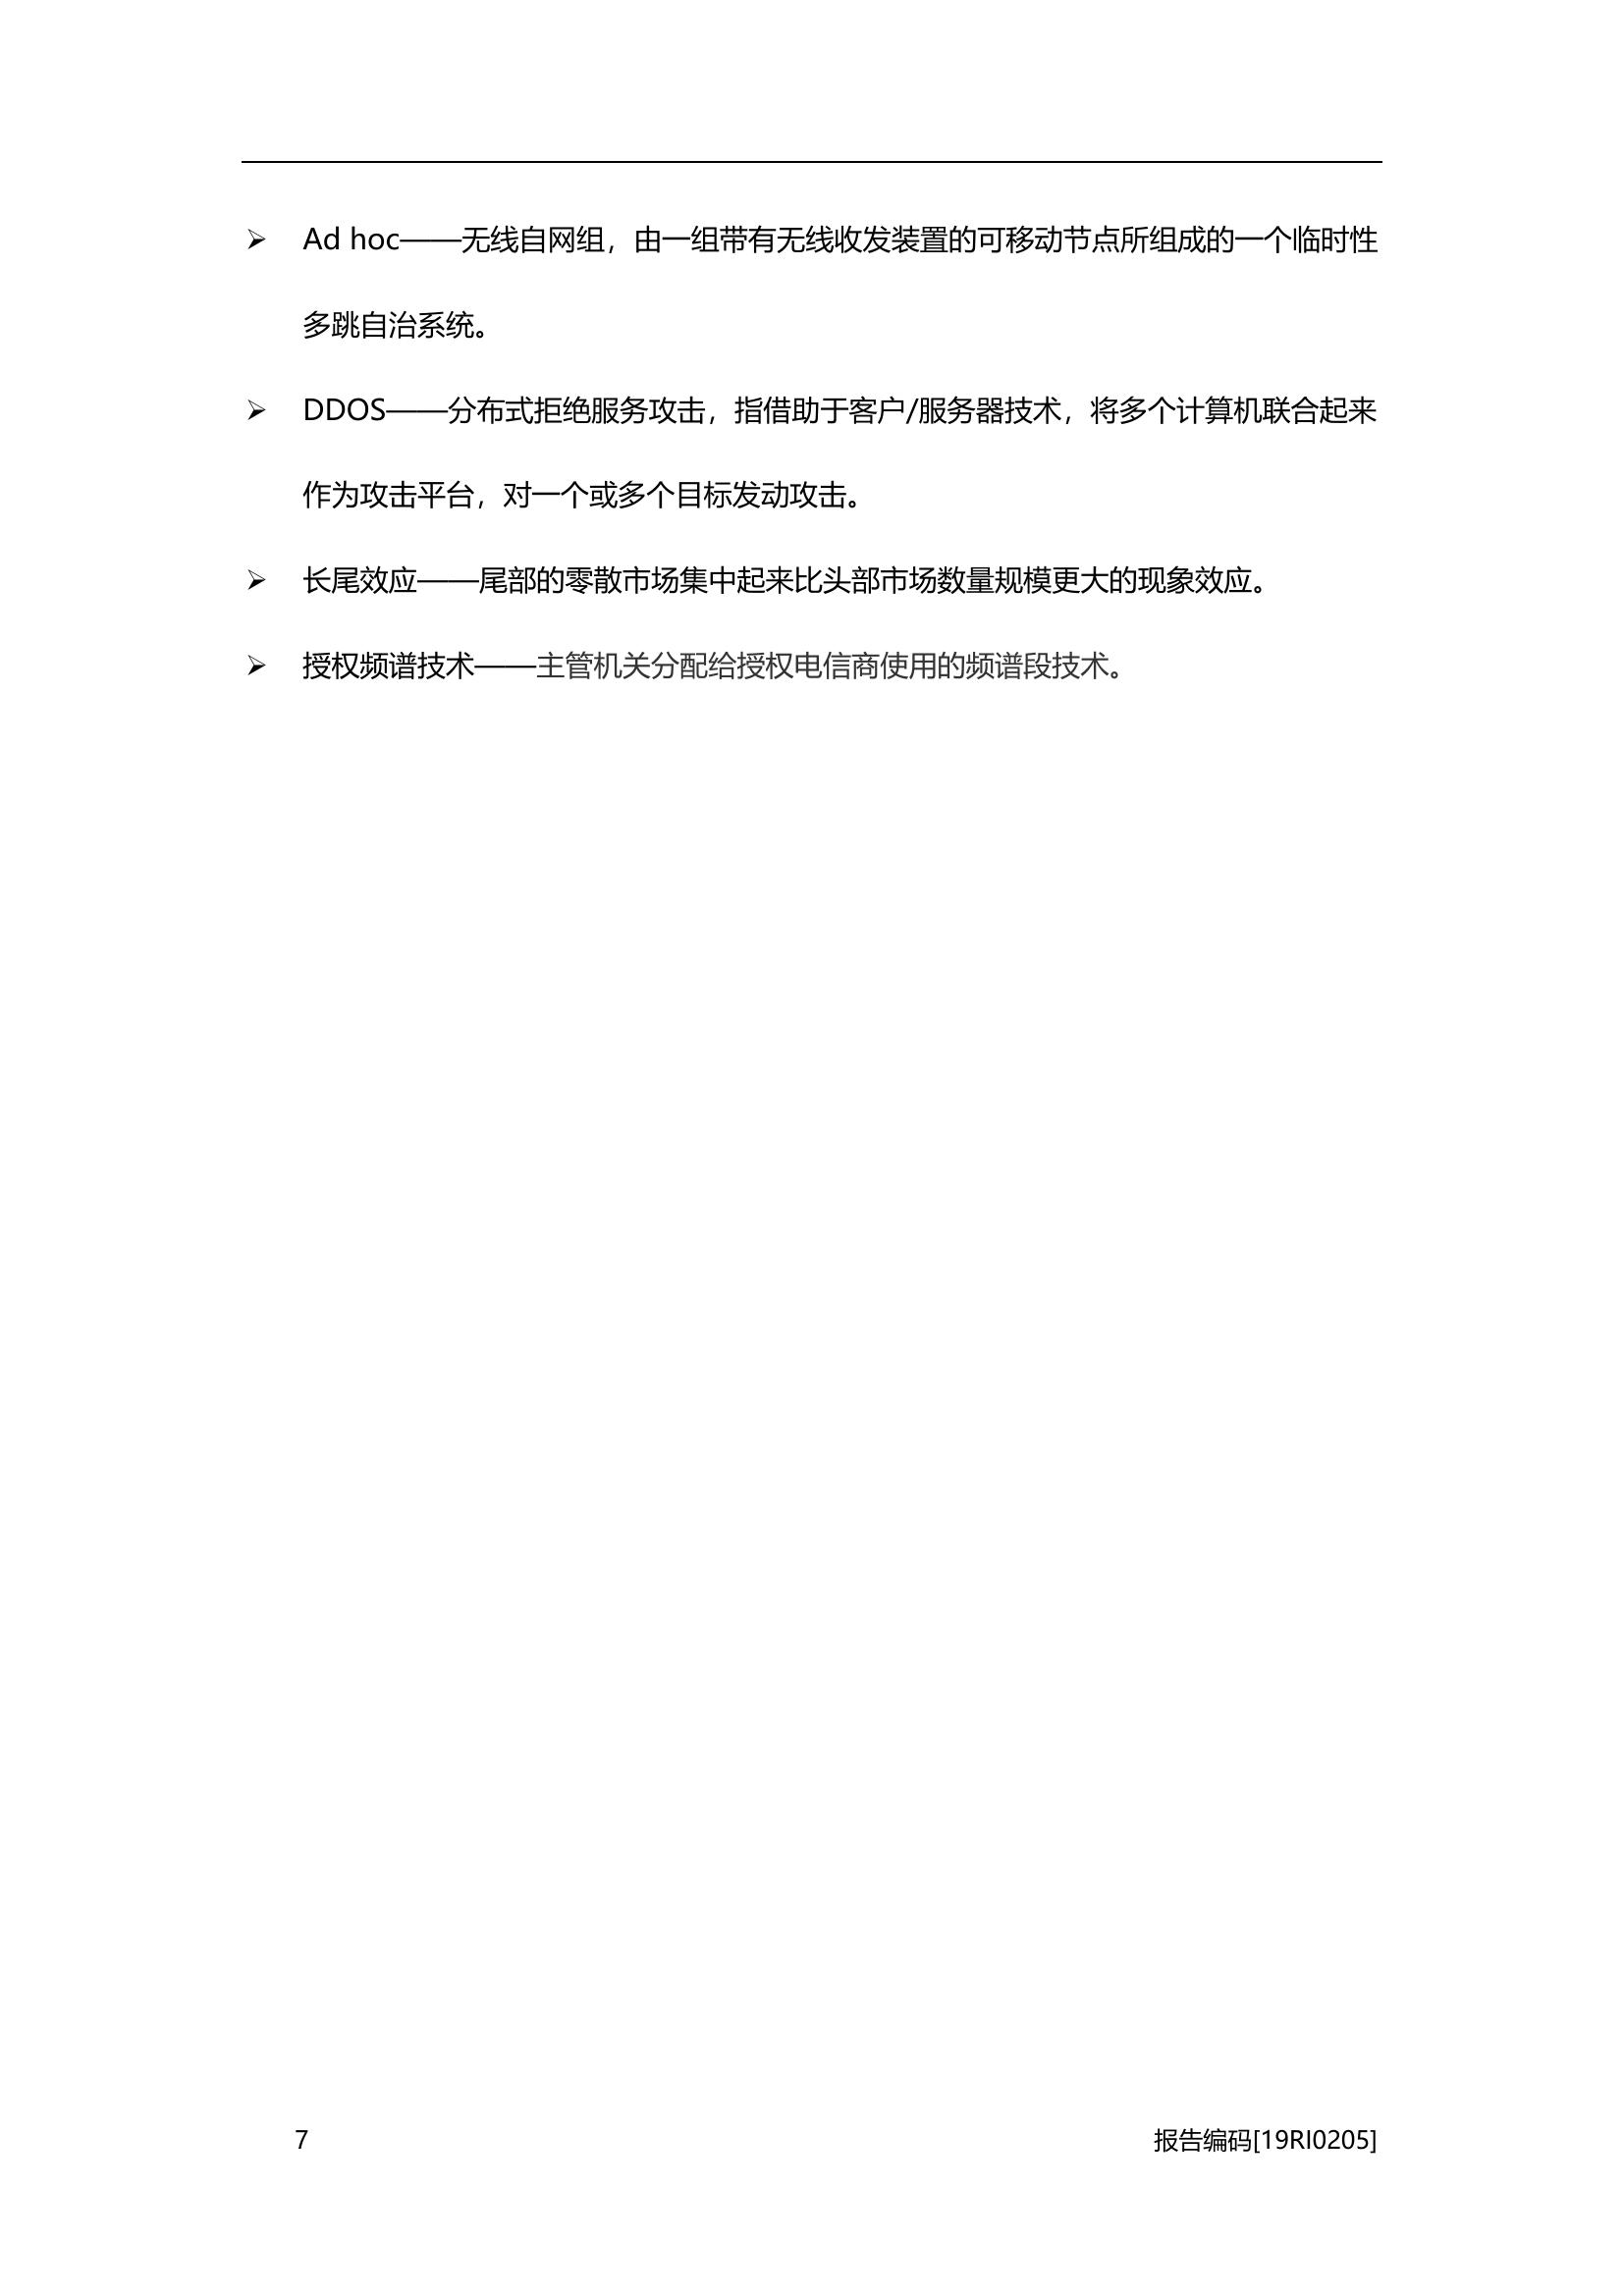 ➢ Ad hoc——无线自网组，由一组带有无线收发装置的可移动节点所组成的一个临时性
多跳自治系统。
➢ DDOS——分布式拒绝服务攻击，指借助于客户/服务器技术，将多个计算机联合起来
作为攻击平台，对一个或多个目标发动攻击。
➢ 长尾效应——尾部的零散市场集中起来比头部市场数量规模更大的现象效应。
➢ 授权频谱技术——主管机关分配给授权电信商使用的频谱段技术。
7 报告编码[19RI0205]